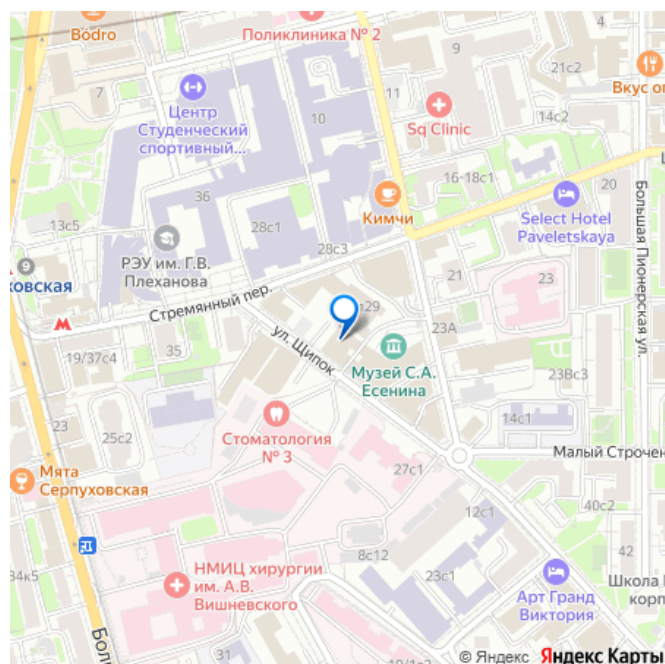 Bodro
Поликлиника № 2
9
21с2
Вкус оп
7
Центр
Студенческий
спортивный...
11
10
Sq Clinic
14с2
36
Кимчи
16-18с1
20
Select Hotel
Paveletskaya
Большая Пионерская ул.
13с5
28с1
28с3
9
ховская
РЭУ им. Г.В.
Плеханова
21
23
Стремянный пер.
с29
23А
19/37с4
35
ул. Щипок
Музей С.А.
Есенина
23Вс3
23
25с2
Стоматология
№ 3
14с1
Малый Строчен
Мята
Серпуховская
27с1
40с2
12с1
8с12
42
34к5
НМИЦ хирургии
им. А.В.
Вишневского
23с1
Арт Гранд
Виктория
Школа
корп
31
Бол
© Яндекс Яндекс Карты